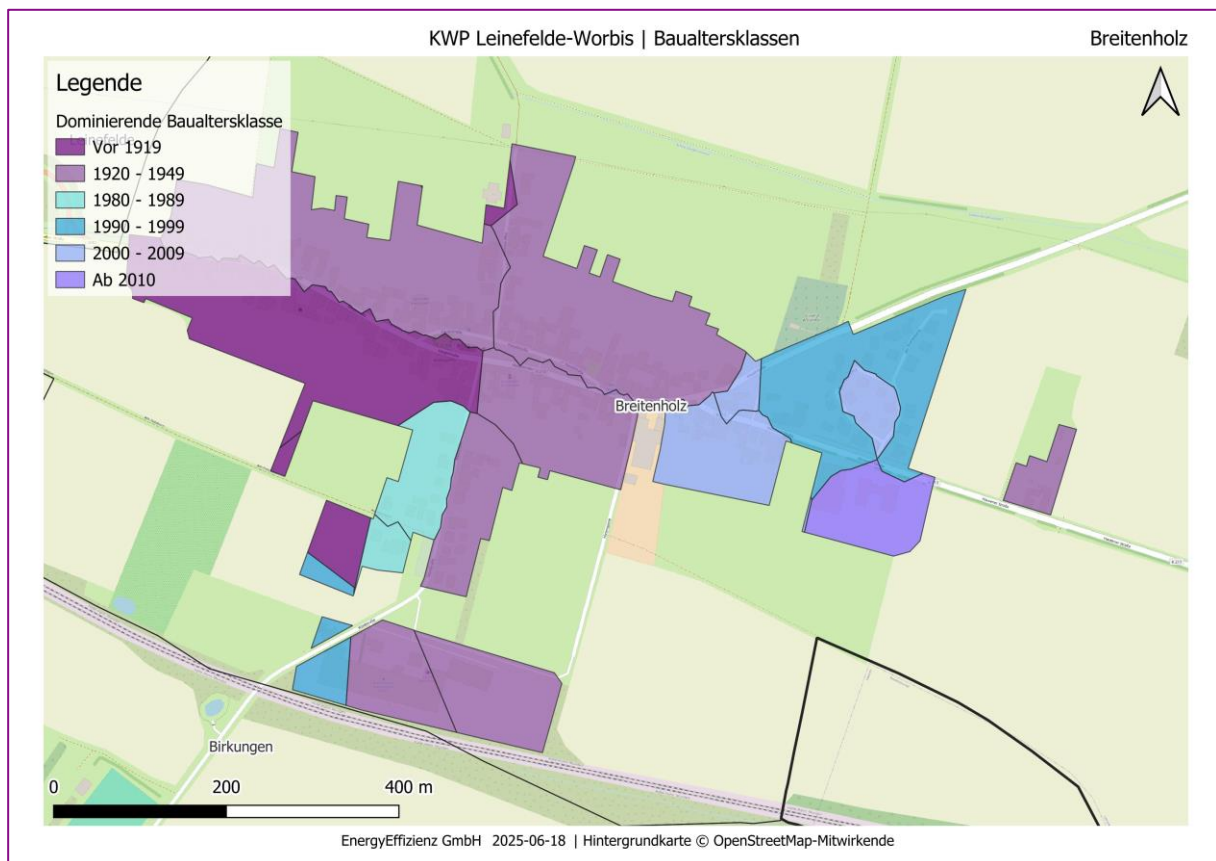 KWP Leinefelde-Worbis | Baualtersklassen
Breitenholz
Legende
Dominierende Baualtersklasse
Leinefelde
Vor 1919
1920 - 1949
1980 - 1989
1990 - 1999
2000 - 2009
Ab 2010
Breitenholz
Birkungen
0
200
400 m
EnergyEffizienz GmbH 2025-06-18 | Hintergrundkarte © OpenStreetMap-Mitwirkende